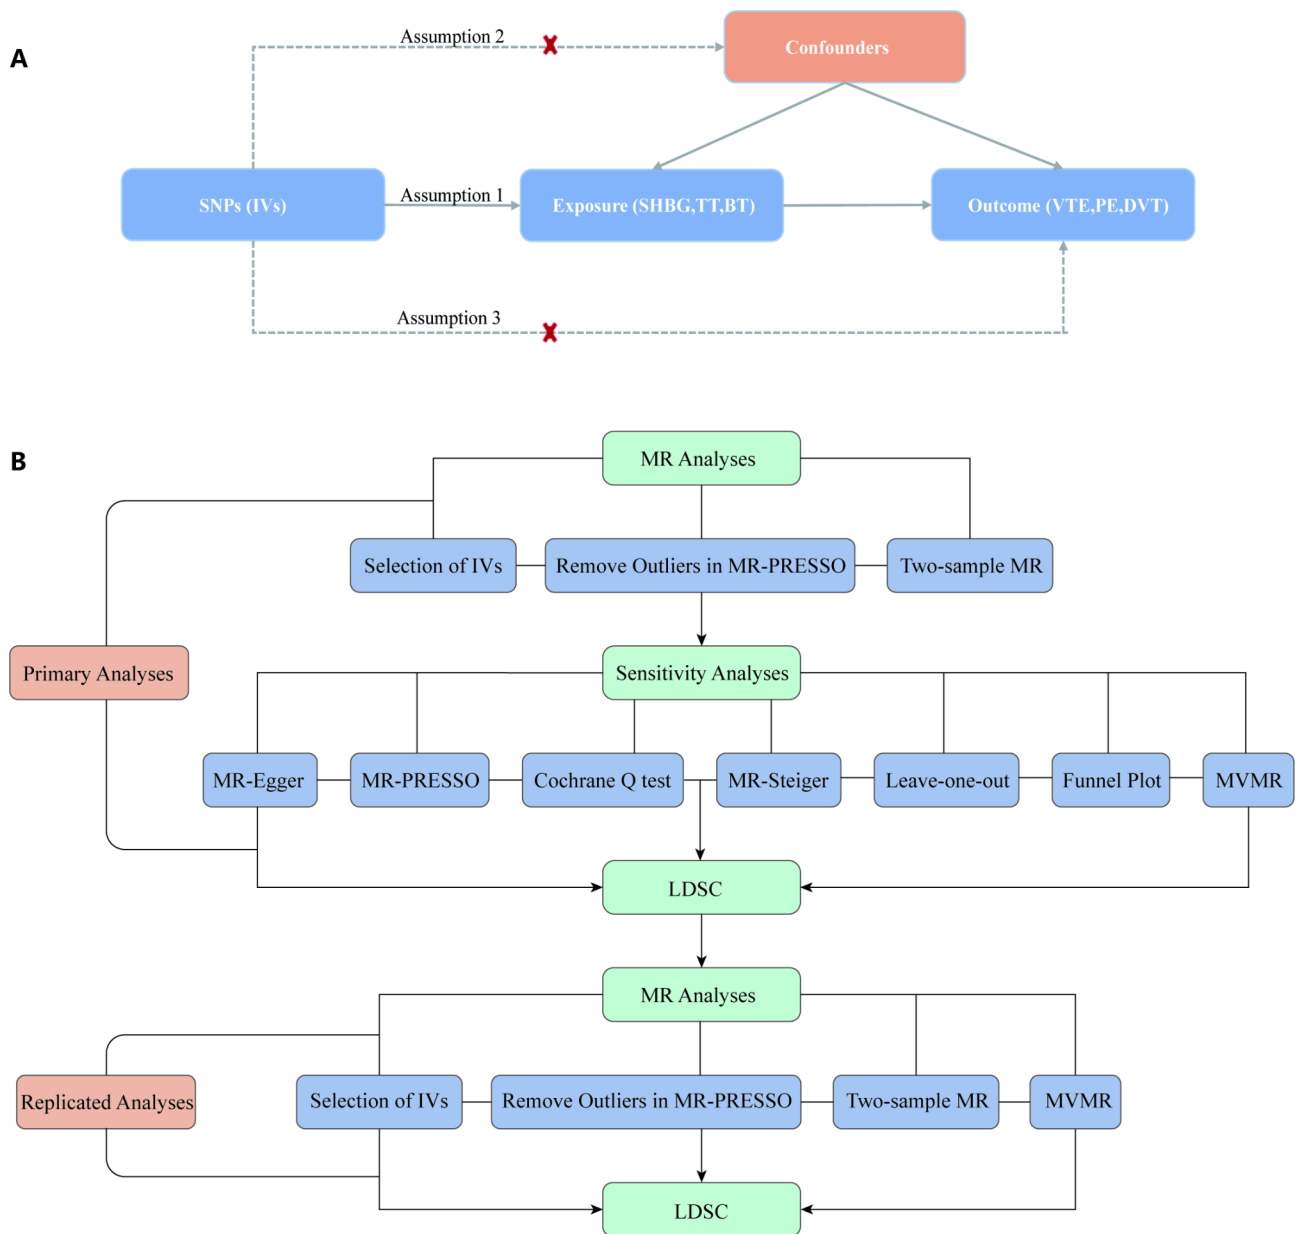 A
Assumption 2
Confounders
SNPs (IVs)
Assumption 1
Exposure (SHBG,TT,BT)
Outcome (VTE,PE,DVT)
Assumption 3
B
MR Analyses
Selection of IVs
Remove Outliers in MR-PRESSO
Two-sample MR
Primary Analyses
Sensitivity Analyses
MR-Egger
MR-PRESSO
Cochrane Q test
MR-Steiger
Leave-one-out
Funnel Plot
MVMR
LDSC
MR Analyses
Replicated Analyses
Selection of IVs
Remove Outliers in MR-PRESSO
Two-sample MR
MVMR
LDSC